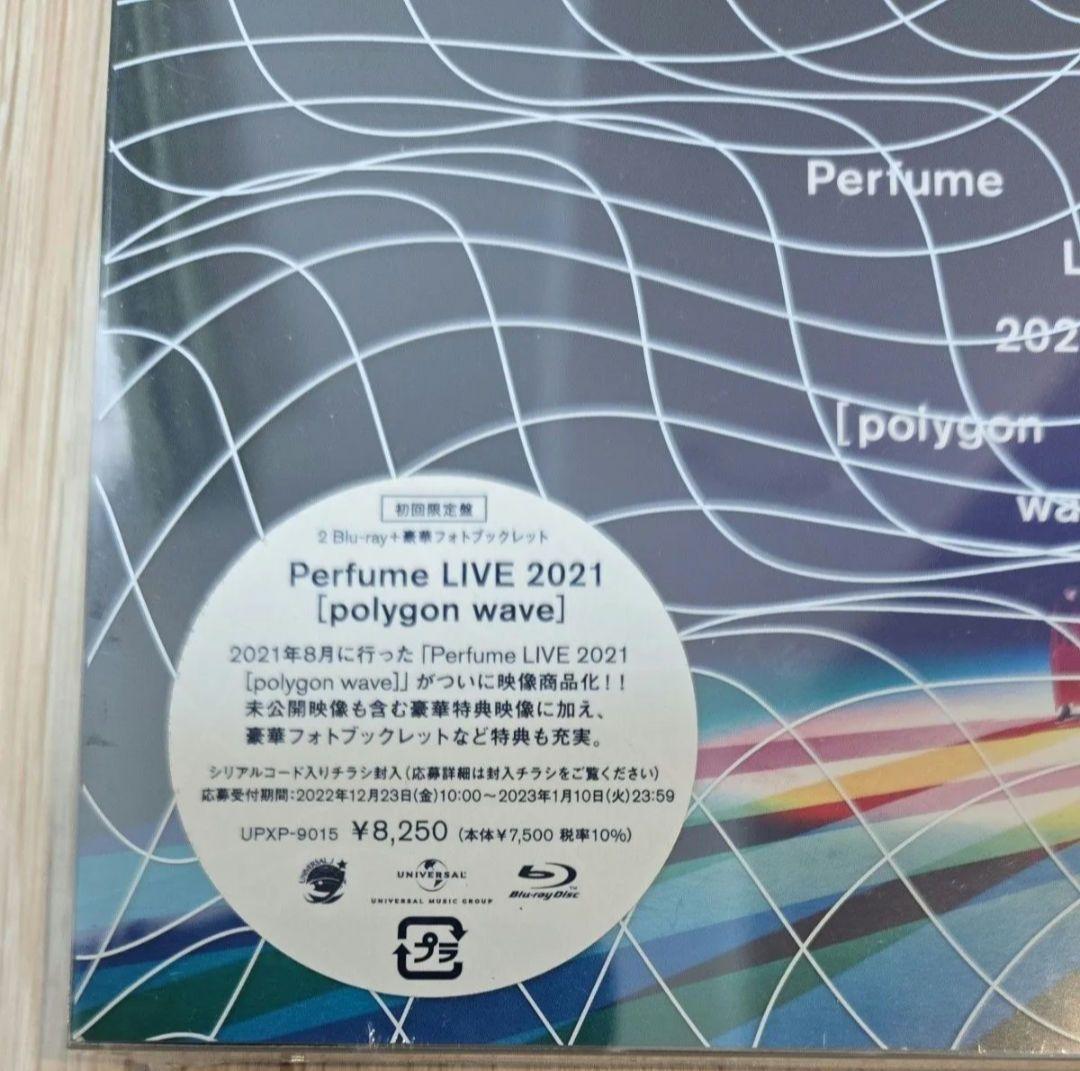 Perfume
L
202
[polygon
wa
初回限定盤
2 Blu-ray+豪華フォトブックレット
Perfume LIVE 2021
[polygon wave]
2021年8月に行った「Perfume LIVE 2021
[polygon wave]」がついに映像商品化!!
未公開映像も含む豪華特典映像に加え、
豪華フォトブックレットなど特典も充実。
シリアルコード入りチラシ封入(応募詳細は封入チラシをご覧ください)
応募受付期間:2022年12月23日(金)10:00〜2023年1月10日(火)23:59
UPXP-9015 ¥8,250 (本体¥7,500 税率10%)
UNIVERSAL J
UNIVERSAL
UNIVERSAL MUSIC GROUP
Blu-ray Disc
プラ